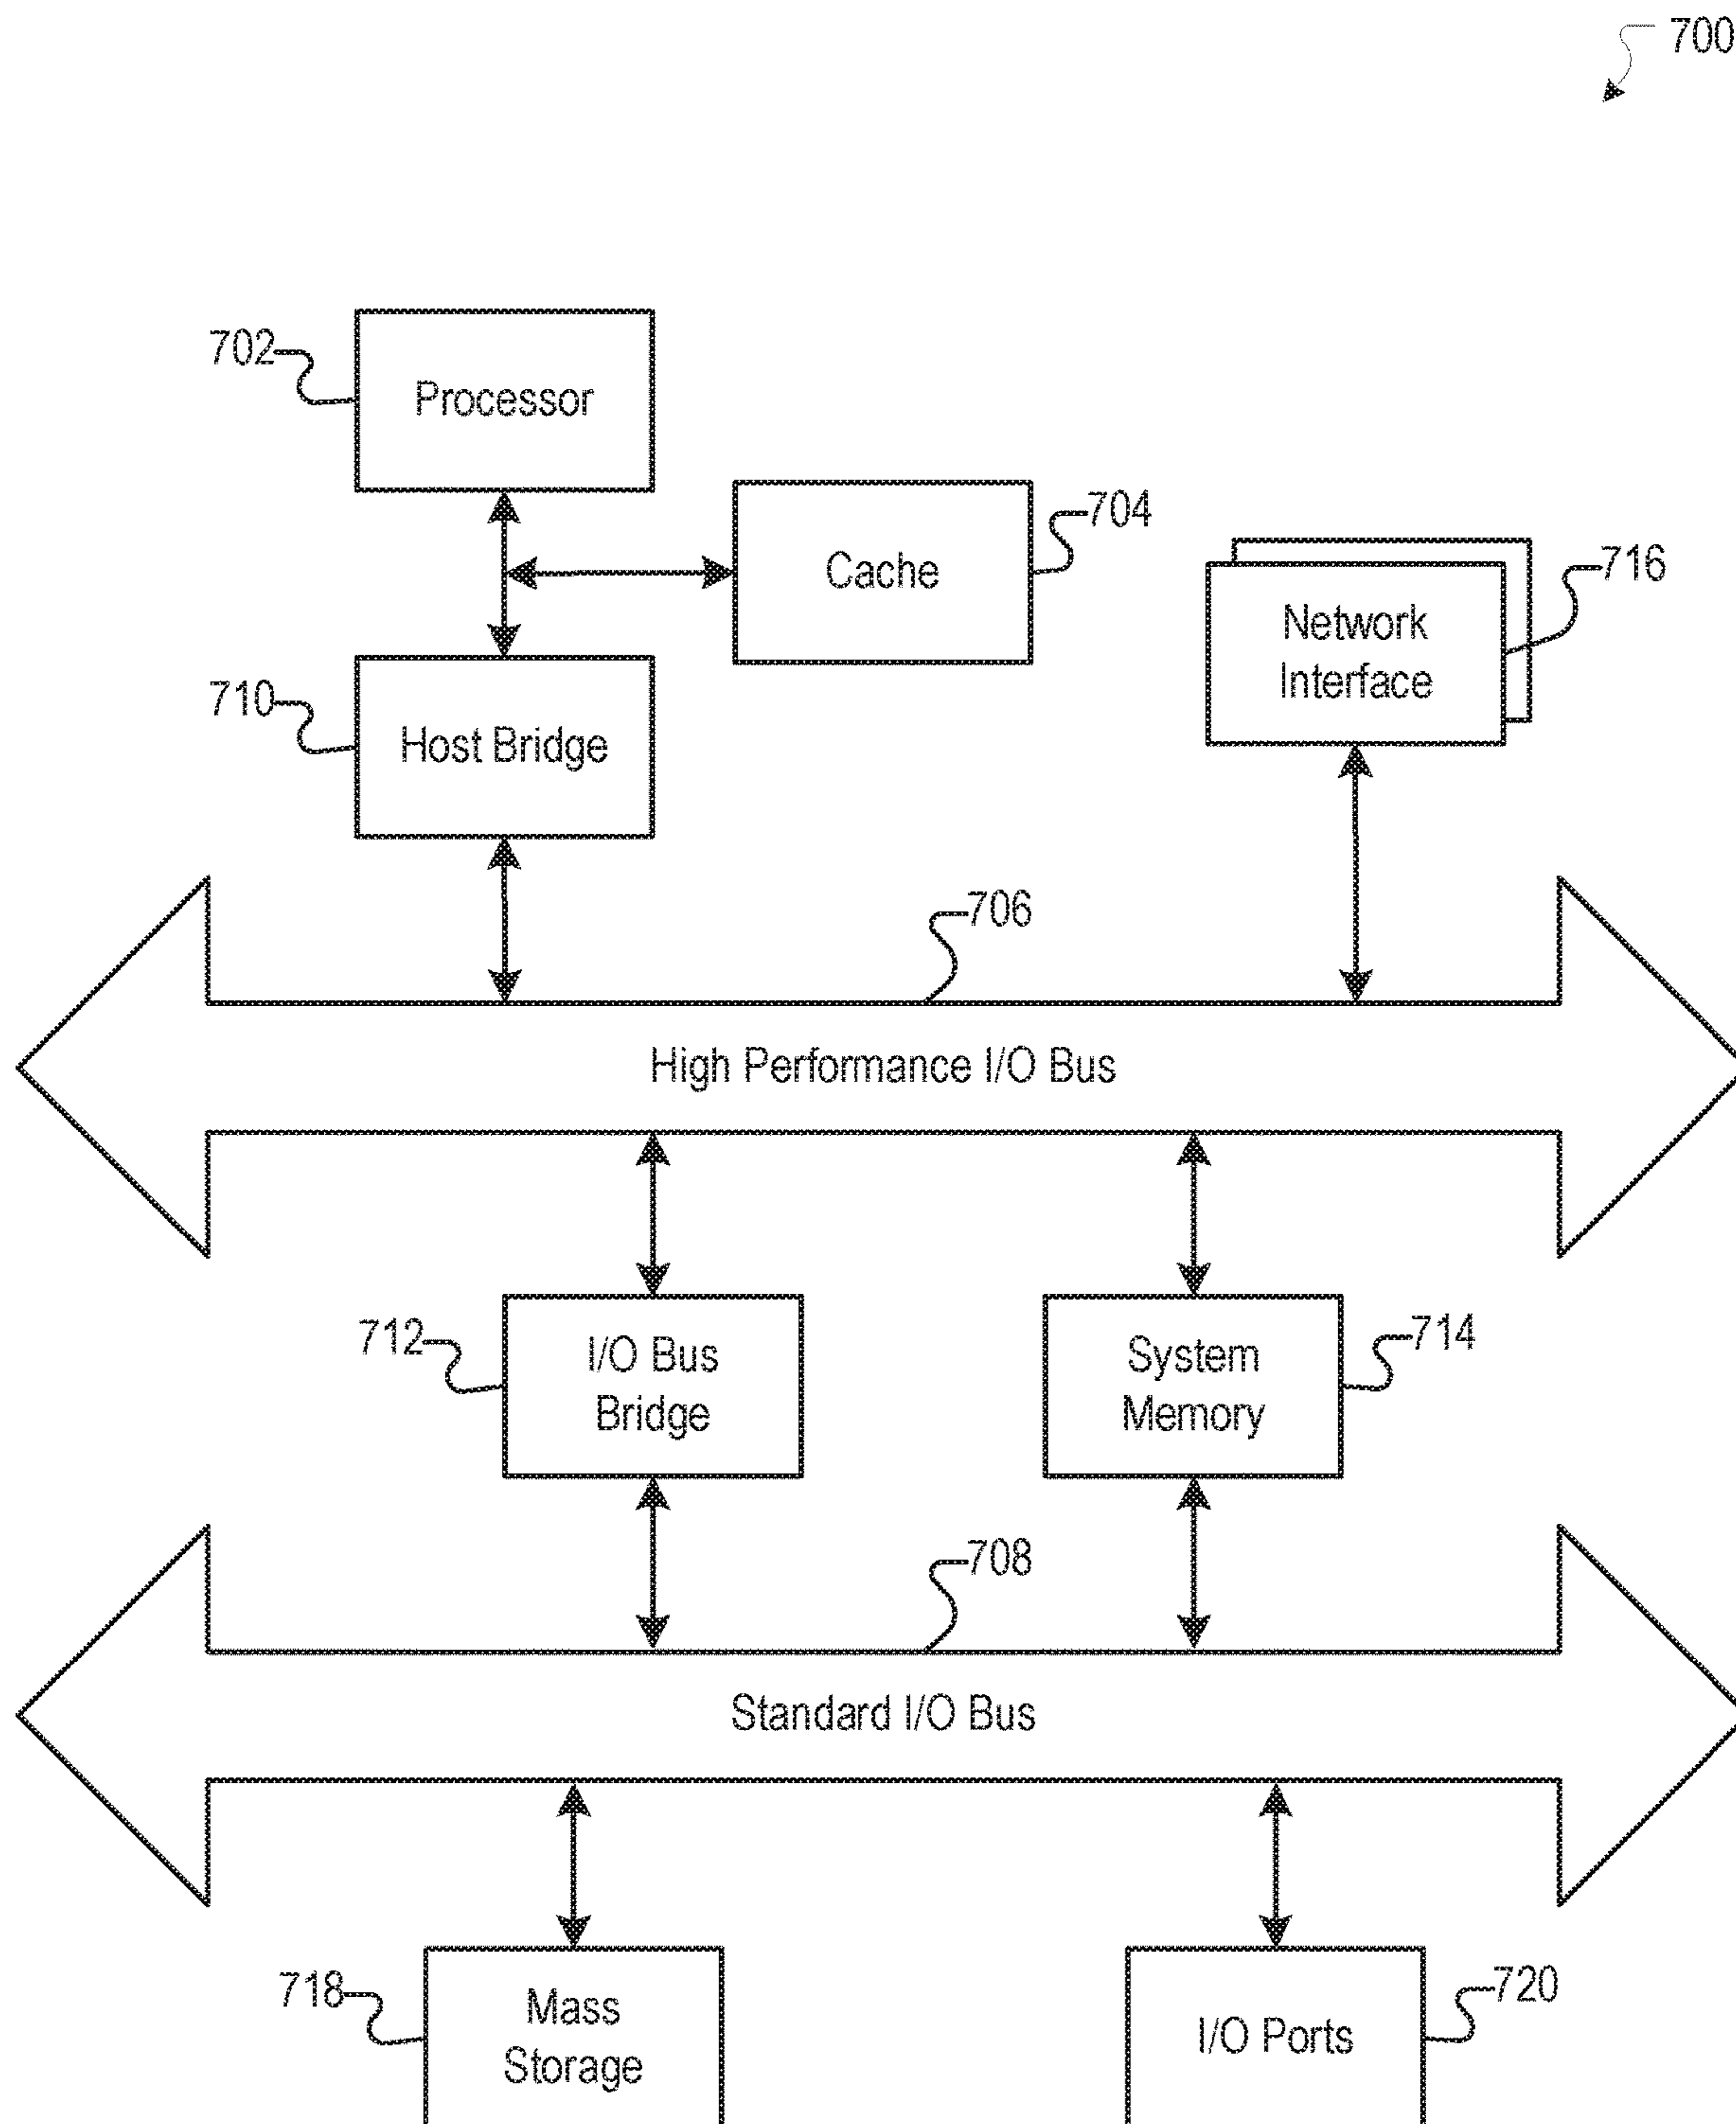 700
702
Processor
704
Cache
716
Network
Interface
710
Host Bridge
706
High Performance I/O Bus
712
I/O Bus
Bridge
714
System
Memory
708
Standard I/O Bus
718
Mass
Storage
720
I/O Ports